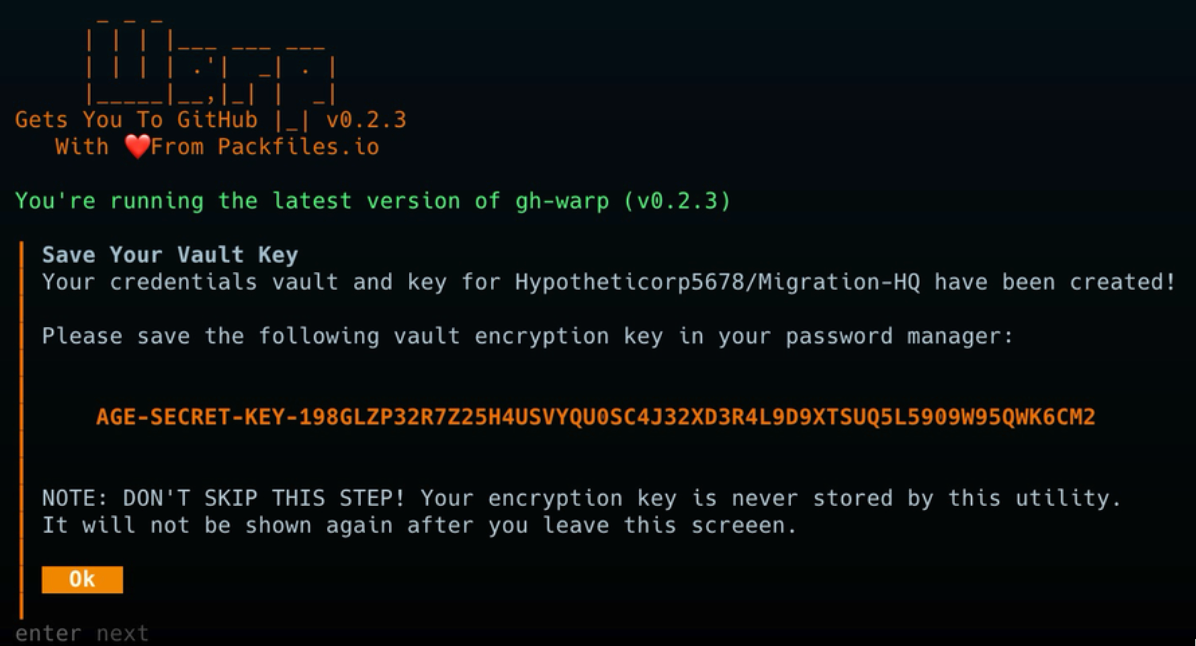 Warp
Gets You To GitHub v0.2.3
With ❤️From Packfiles.io
You're running the latest version of gh-warp (v0.2.3)
Save Your Vault Key
Your credentials vault and key for Hypotheticorp5678/Migration-HQ have been created!
Please save the following vault encryption key in your password manager:
AGE-SECRET-KEY-198GLZP32R7Z25H4USVYQU0SC4J32XD3R4L9D9XTSUQ5L5909W95QWK6CM2
NOTE: DON'T SKIP THIS STEP! Your encryption key is never stored by this utility.
It will not be shown again after you leave this screeen.
Ok
enter next